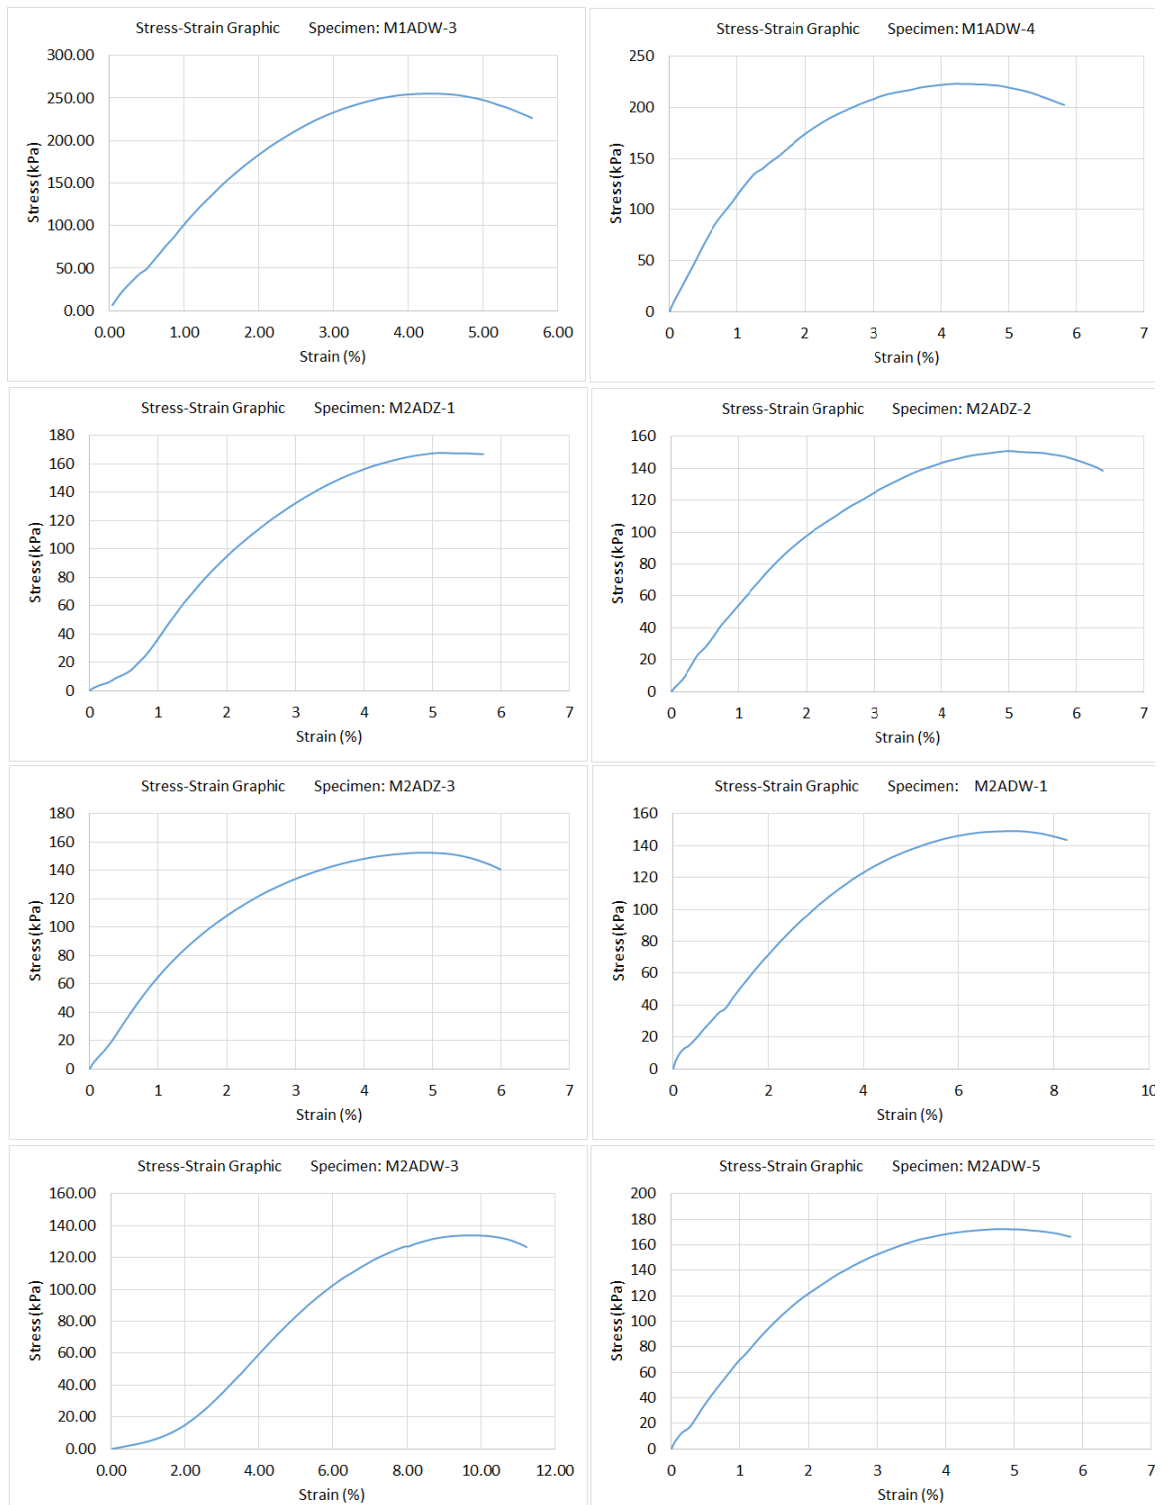 Stress-Strain Graphic Specimen: M1ADW-3
300.00
250.00
200.00
150.00
100.00
50.00
0.00
Stress(kPa)
0.00 1.00 2.00 3.00 4.00 5.00 6.00
Strain (%)
Stress-Strain Graphic Specimen: M1ADW-4
250
200
150
100
50
0
Stress(kPa)
0 1 2 3 4 5 6 7
Strain (%)
Stress-Strain Graphic Specimen: M2ADZ-1
180
160
140
120
100
80
60
40
20
0
Stress(kPa)
0 1 2 3 4 5 6 7
Strain (%)
Stress-Strain Graphic Specimen: M2ADZ-2
160
140
120
100
80
60
40
20
0
Stress(kPa)
0 1 2 3 4 5 6 7
Strain (%)
Stress-Strain Graphic Specimen: M2ADZ-3
180
160
140
120
100
80
60
40
20
0
Stress(kPa)
0 1 2 3 4 5 6 7
Strain (%)
Stress-Strain Graphic Specimen: M2ADW-1
160
140
120
100
80
60
40
20
0
Stress(kPa)
0 2 4 6 8 10
Strain (%)
Stress-Strain Graphic Specimen: M2ADW-3
160.00
140.00
120.00
100.00
80.00
60.00
40.00
20.00
0.00
Stress(kPa)
0.00 2.00 4.00 6.00 8.00 10.00 12.00
Strain (%)
Stress-Strain Graphic Specimen: M2ADW-5
200
180
160
140
120
100
80
60
40
20
0
Stress(kPa)
0 1 2 3 4 5 6 7
Strain (%)